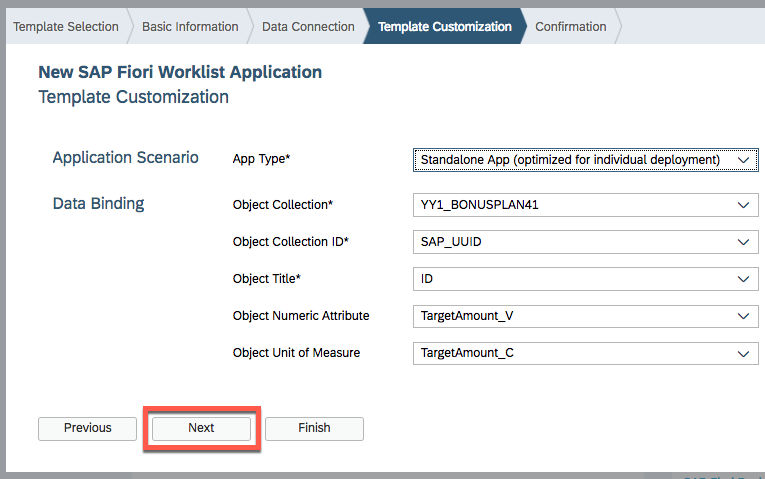 Template Selection Basic Information Data Connection Template Customization Confirmation
New SAP Fiori Worklist Application
Template Customization
Application Scenario App Type* Standalone App (optimized for individual deployment)
Data Binding Object Collection* YY1_BONUSPLAN41
Object Collection ID* SAP_UUID
Object Title* ID
Object Numeric Attribute TargetAmount_V
Object Unit of Measure TargetAmount_C
Previous Next Finish